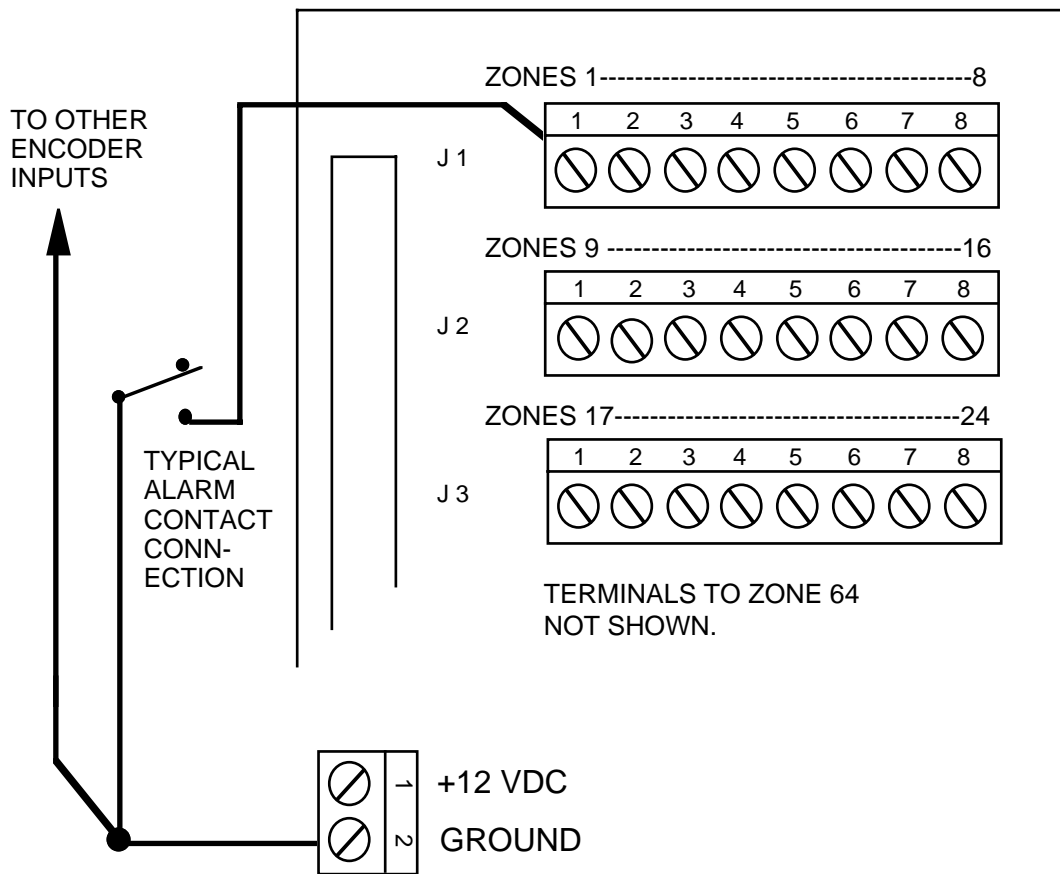 ZONES 1-------------------------------------------8
TO OTHER
ENCODER
INPUTS
J 1
1 2 3 4 5 6 7 8
ZONES 9 -----------------------------------------16
J 2
1 2 3 4 5 6 7 8
ZONES 17----------------------------------------24
J 3
1 2 3 4 5 6 7 8
TYPICAL
ALARM
CONTACT
CONN-
ECTION
TERMINALS TO ZONE 64
NOT SHOWN.
1 +12 VDC
2 GROUND